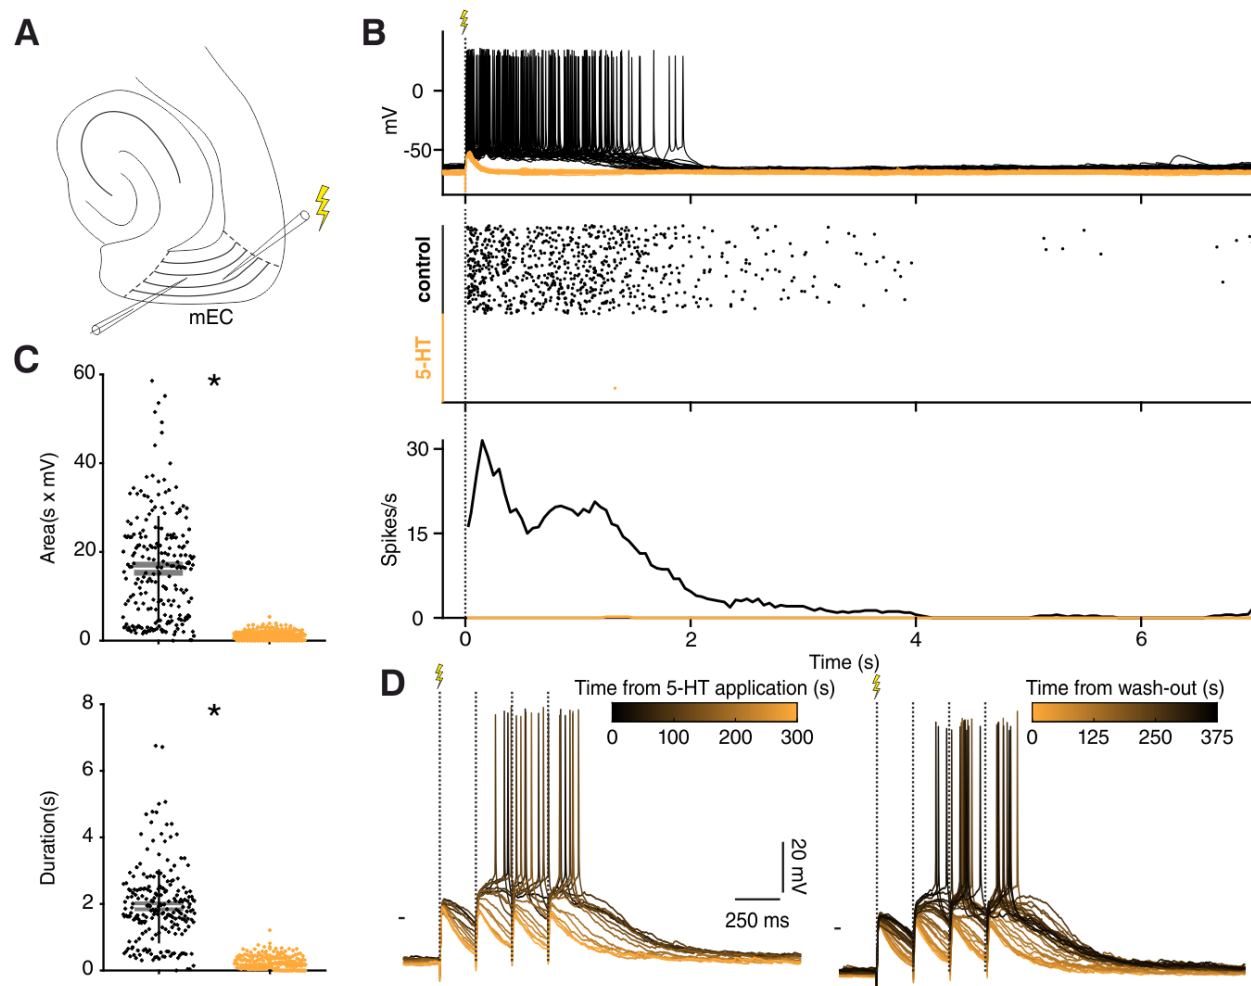 A
mEC
B
mV
0
-50
control
5-HT
Spikes/s
30
15
0
0
2
4
6
Time (s)
C
Area(s x mV)
60
40
20
0
*
Duration(s)
8
6
4
2
0
*
D
Time from 5-HT application (s)
0
100
200
300
20 mV
250 ms
-
Time from wash-out (s)
0
125
250
375
-